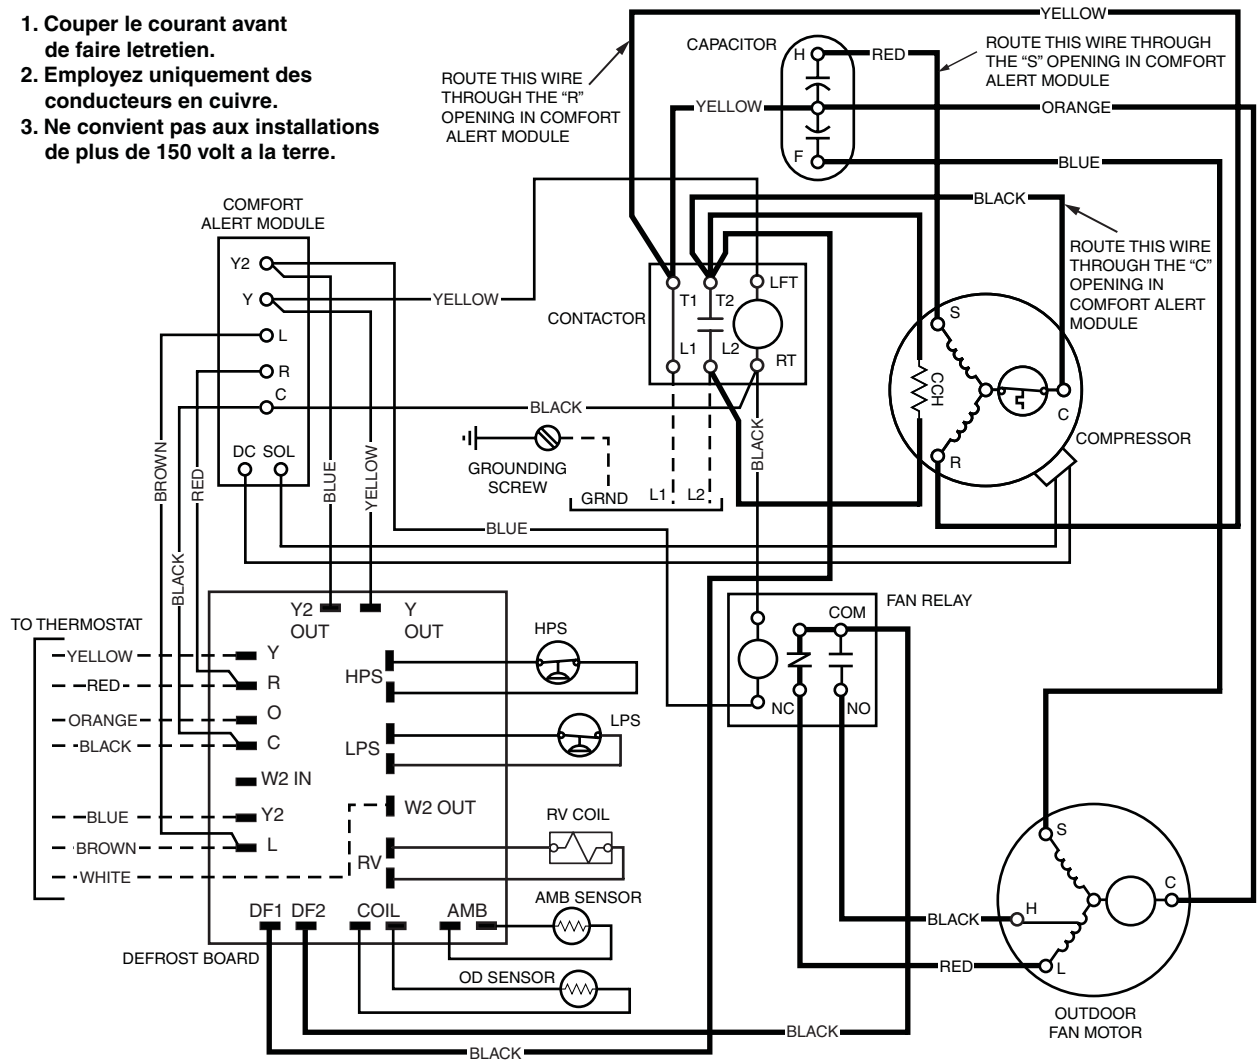 1. Couper le courant avant
de faire letretien.
2. Employez uniquement des
conducteurs en cuivre.
3. Ne convient pas aux installations
de plus de 150 volt a la terre.
YELLOW
CAPACITOR
H
RED
ROUTE THIS WIRE THROUGH
THE “S” OPENING IN COMFORT
ALERT MODULE
ROUTE THIS WIRE
THROUGH THE “R”
OPENING IN COMFORT
ALERT MODULE
YELLOW
ORANGE
F
BLUE
BLACK
COMFORT
ALERT MODULE
Y2
Y
L
R
C
DC
SOL
YELLOW
ROUTE THIS WIRE
THROUGH THE “C”
OPENING IN
COMFORT ALERT
MODULE
CONTACTOR
T1
T2
LFT
L1
L2
RT
S
CCH
C
R
COMPRESSOR
BLACK
BLACK
GROUNDING
SCREW
GRND
L1
L2
BROWN
RED
BLUE
YELLOW
BLACK
BLUE
TO THERMOSTAT
YELLOW
RED
ORANGE
BLACK
BLUE
BROWN
WHITE
Y2
OUT
Y
OUT
Y
R
O
C
W2 IN
Y2
L
HPS
LPS
W2 OUT
RV
DF1
DF2
COIL
AMB
DEFROST BOARD
HPS
LPS
RV COIL
AMB SENSOR
OD SENSOR
FAN RELAY
COM
NC
NO
S
C
H
L
BLACK
RED
OUTDOOR
FAN MOTOR
BLACK
BLACK